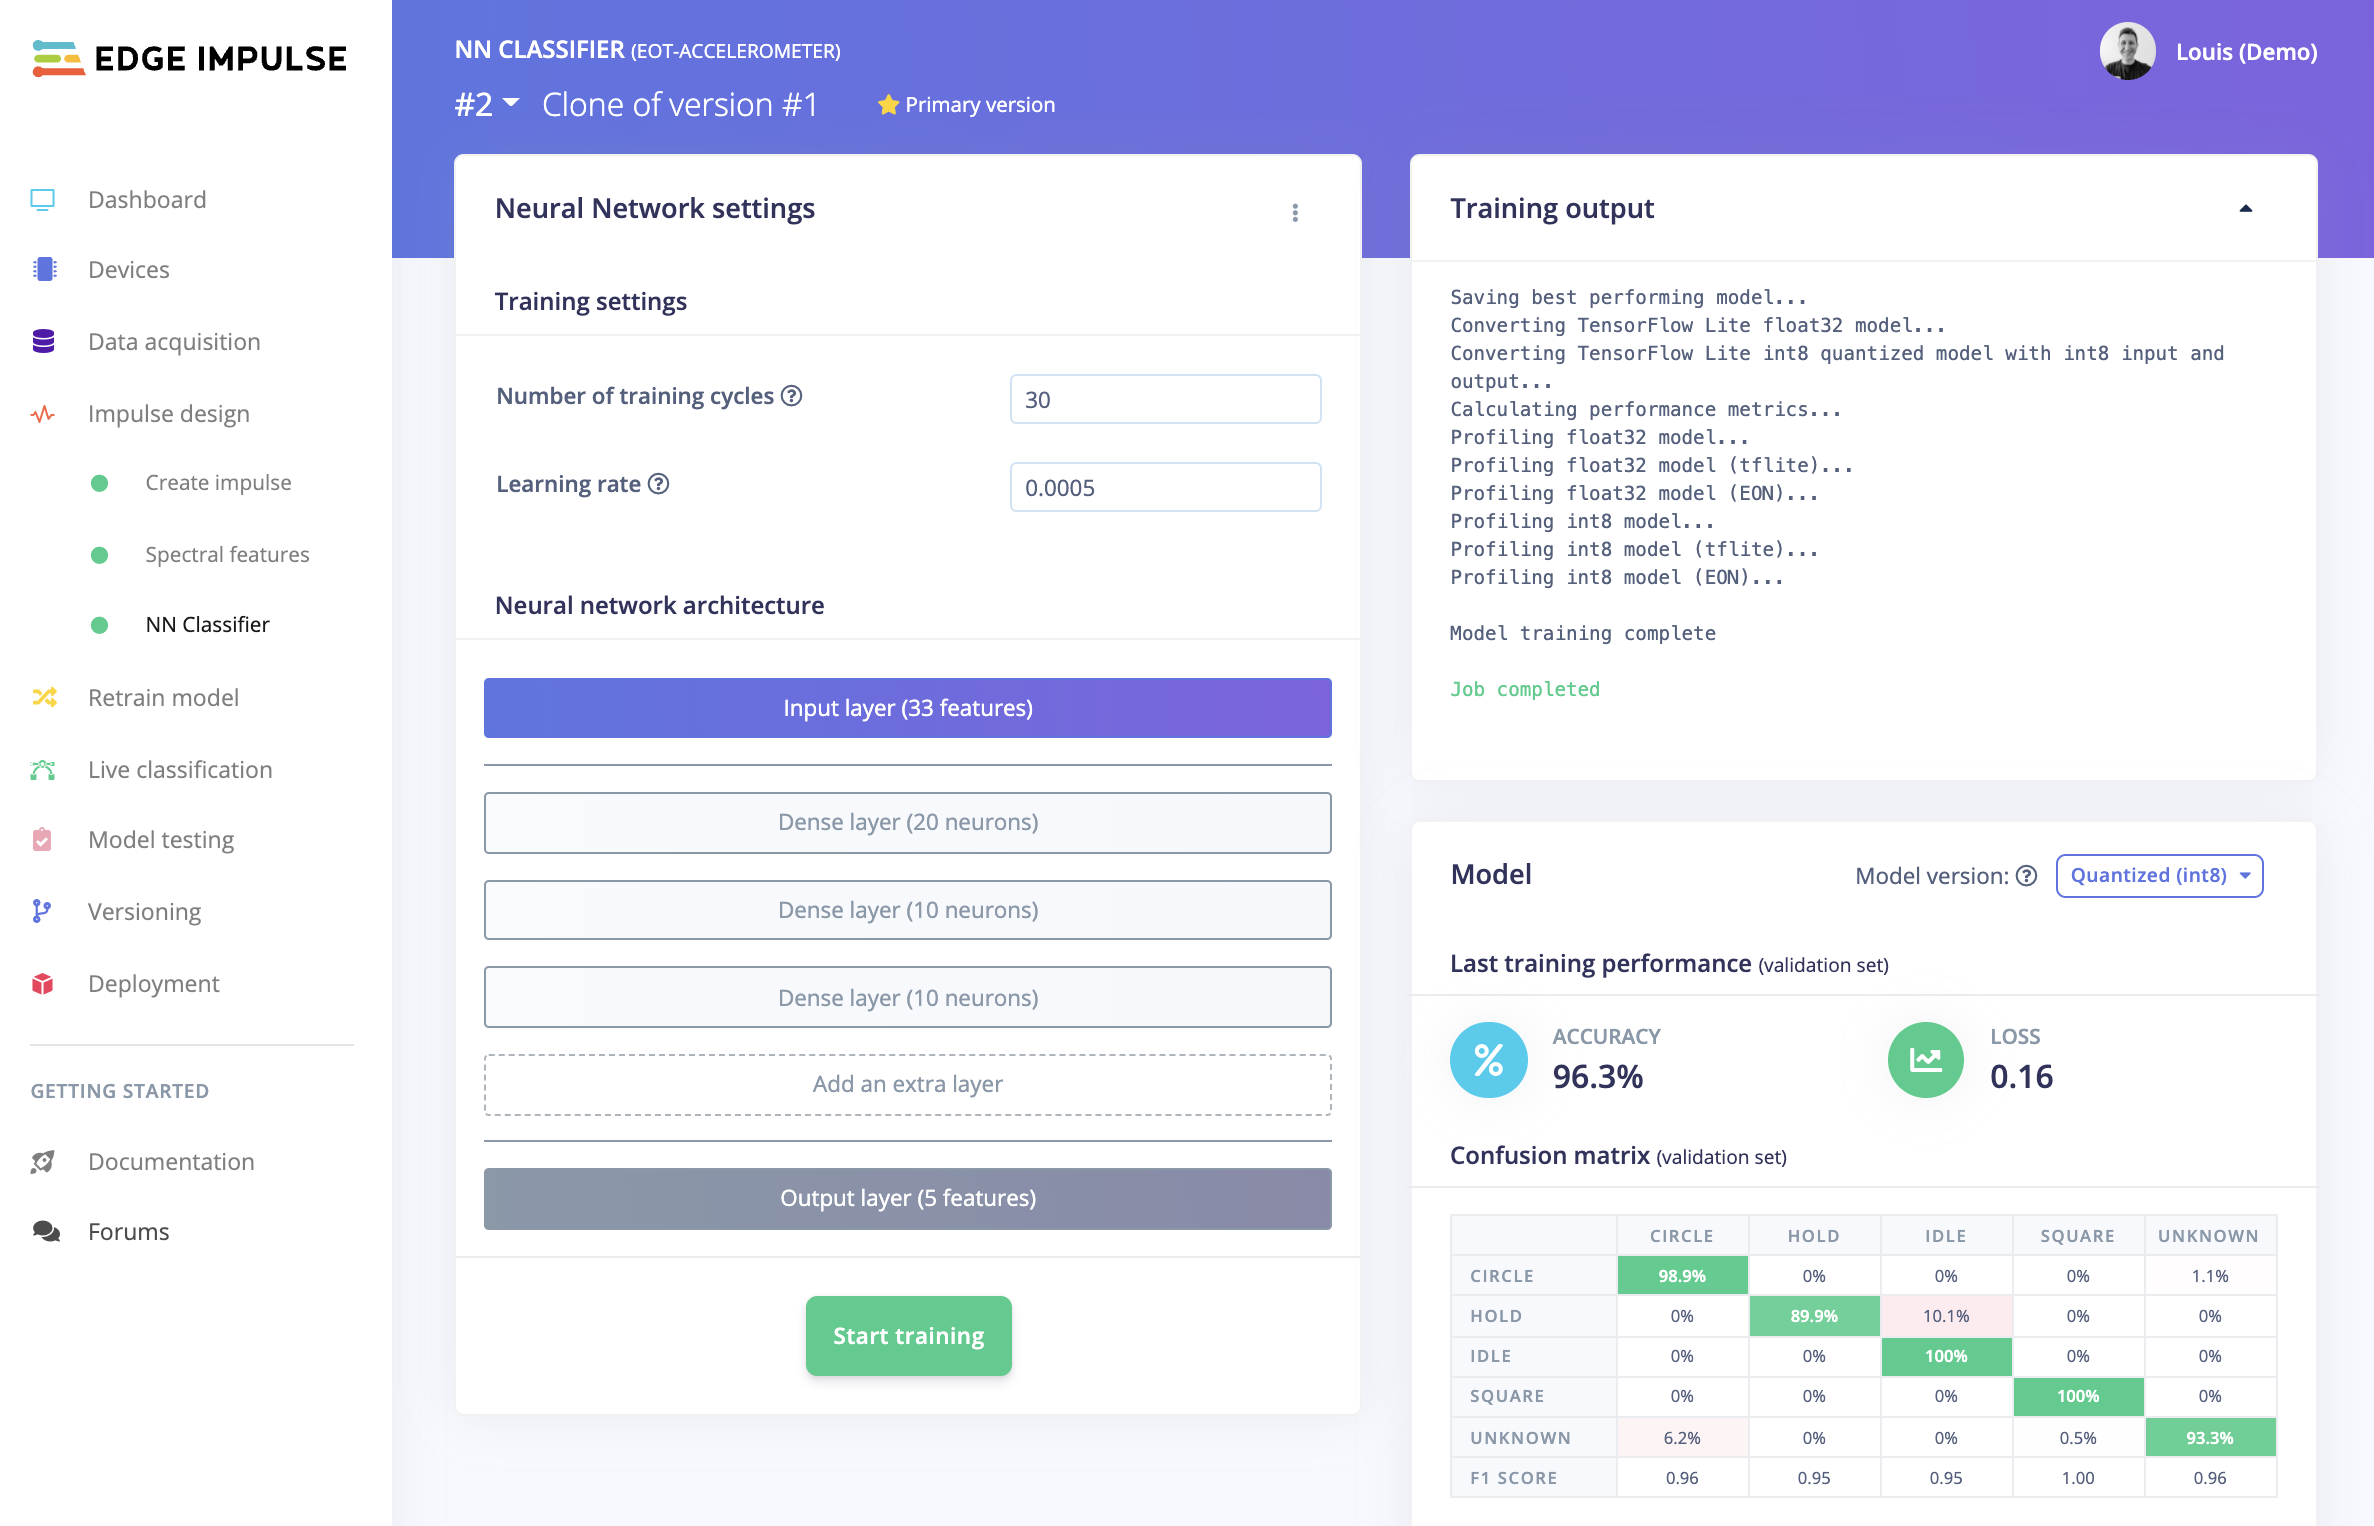 EDGE IMPULSE
Dashboard
Devices
Data acquisition
Impulse design
Create impulse
Spectral features
NN Classifier
Retrain model
Live classification
Model testing
Versioning
Deployment
GETTING STARTED
Documentation
Forums
NN CLASSIFIER (EOT-ACCELEROMETER)
#2 Clone of version #1 Primary version
Louis (Demo)
Neural Network settings
Training settings
Number of training cycles ?
30
Learning rate ?
0.0005
Neural network architecture
Input layer (33 features)
Dense layer (20 neurons)
Dense layer (10 neurons)
Dense layer (10 neurons)
Add an extra layer
Output layer (5 features)
Start training
Training output
Saving best performing model...
Converting TensorFlow Lite float32 model...
Converting TensorFlow Lite int8 quantized model with int8 input and
output...
Calculating performance metrics...
Profiling float32 model...
Profiling float32 model (tflite)...
Profiling float32 model (EON)...
Profiling int8 model...
Profiling int8 model (tflite)...
Profiling int8 model (EON)...
Model training complete
Job completed
Model
Model version: ? Quantized (int8)
Last training performance (validation set)
% ACCURACY
96.3%
LOSS
0.16
Confusion matrix (validation set)
CIRCLE HOLD IDLE SQUARE UNKNOWN
CIRCLE 98.9% 0% 0% 0% 1.1%
HOLD 0% 89.9% 10.1% 0% 0%
IDLE 0% 0% 100% 0% 0%
SQUARE 0% 0% 0% 100% 0%
UNKNOWN 6.2% 0% 0% 0.5% 93.3%
F1 SCORE 0.96 0.95 0.95 1.00 0.96